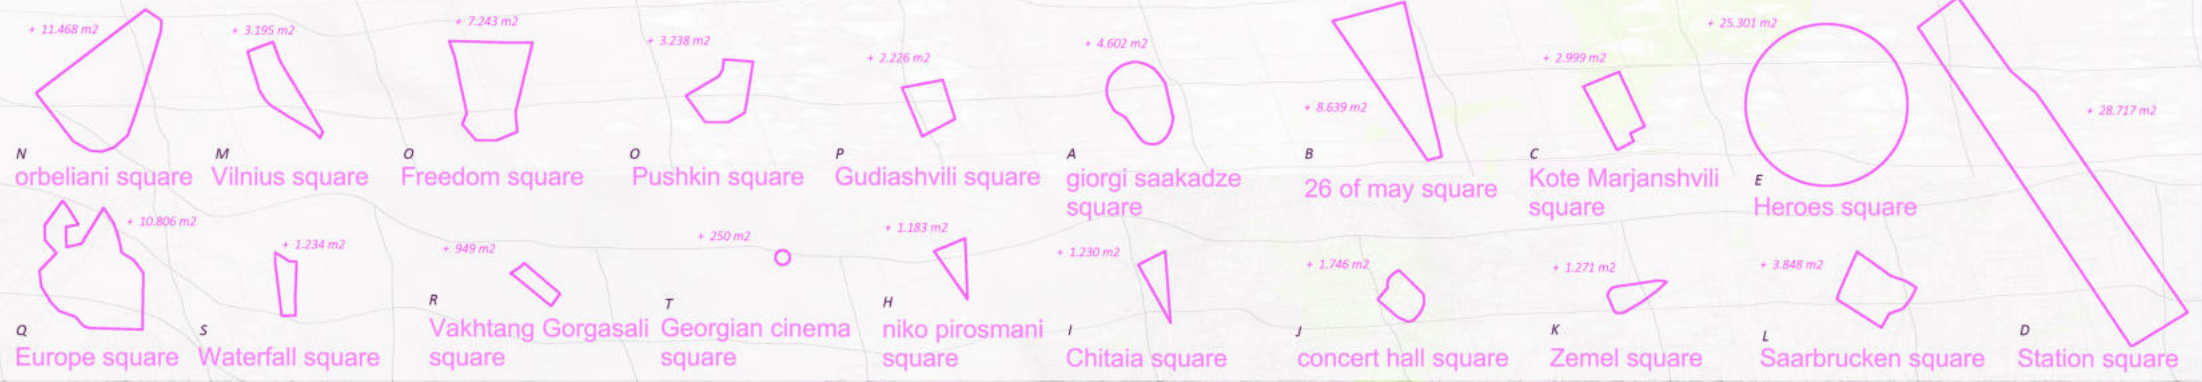 + 11.468 m2
N
orbeliani square
+ 3.195 m2
M
Vilnius square
+ 7.243 m2
O
Freedom square
+ 3.238 m2
O
Pushkin square
+ 2.226 m2
P
Gudiashvili square
+ 4.602 m2
A
giorgi saakadze
square
+ 8.639 m2
B
26 of may square
+ 2.999 m2
C
Kote Marjanshvili
square
+ 25.301 m2
E
Heroes square
+ 28.717 m2
+ 10.806 m2
Q
Europe square
+ 1.234 m2
S
Waterfall square
+ 949 m2
R
Vakhtang Gorgasali
square
+ 250 m2
T
Georgian cinema
square
+ 1.183 m2
H
niko pirosmani
square
+ 1.230 m2
I
Chitaia square
+ 1.746 m2
J
concert hall square
+ 1.271 m2
K
Zemel square
+ 3.848 m2
L
Saarbrucken square
D
Station square